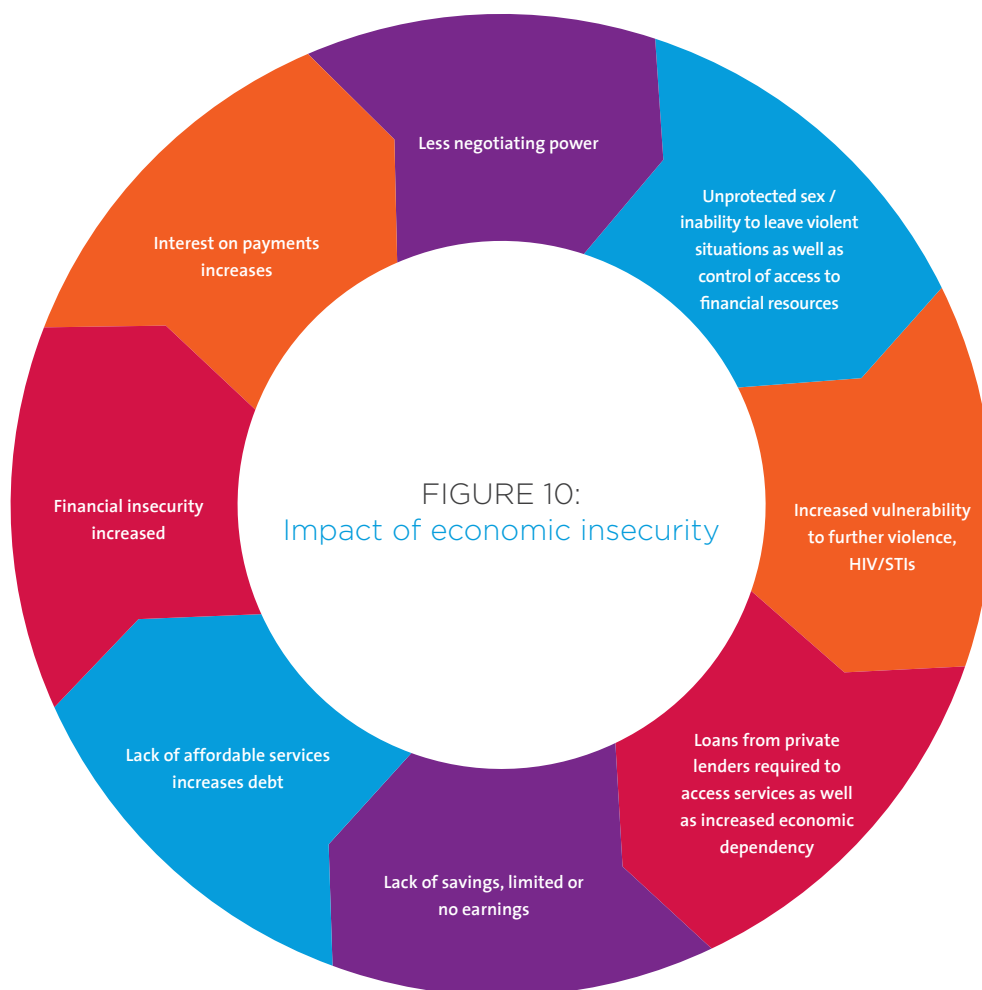 Less negotiating power
Unprotected sex /
inability to leave violent
situations as well as
control of access to
financial resources
Increased vulnerability
to further violence,
HIV/STIs
Loans from private
lenders required to
access services as well
as increased economic
dependency
Lack of savings, limited or
no earnings
Lack of affordable services
increases debt
Financial insecurity
increased
Interest on payments
increases
FIGURE 10:
Impact of economic insecurity